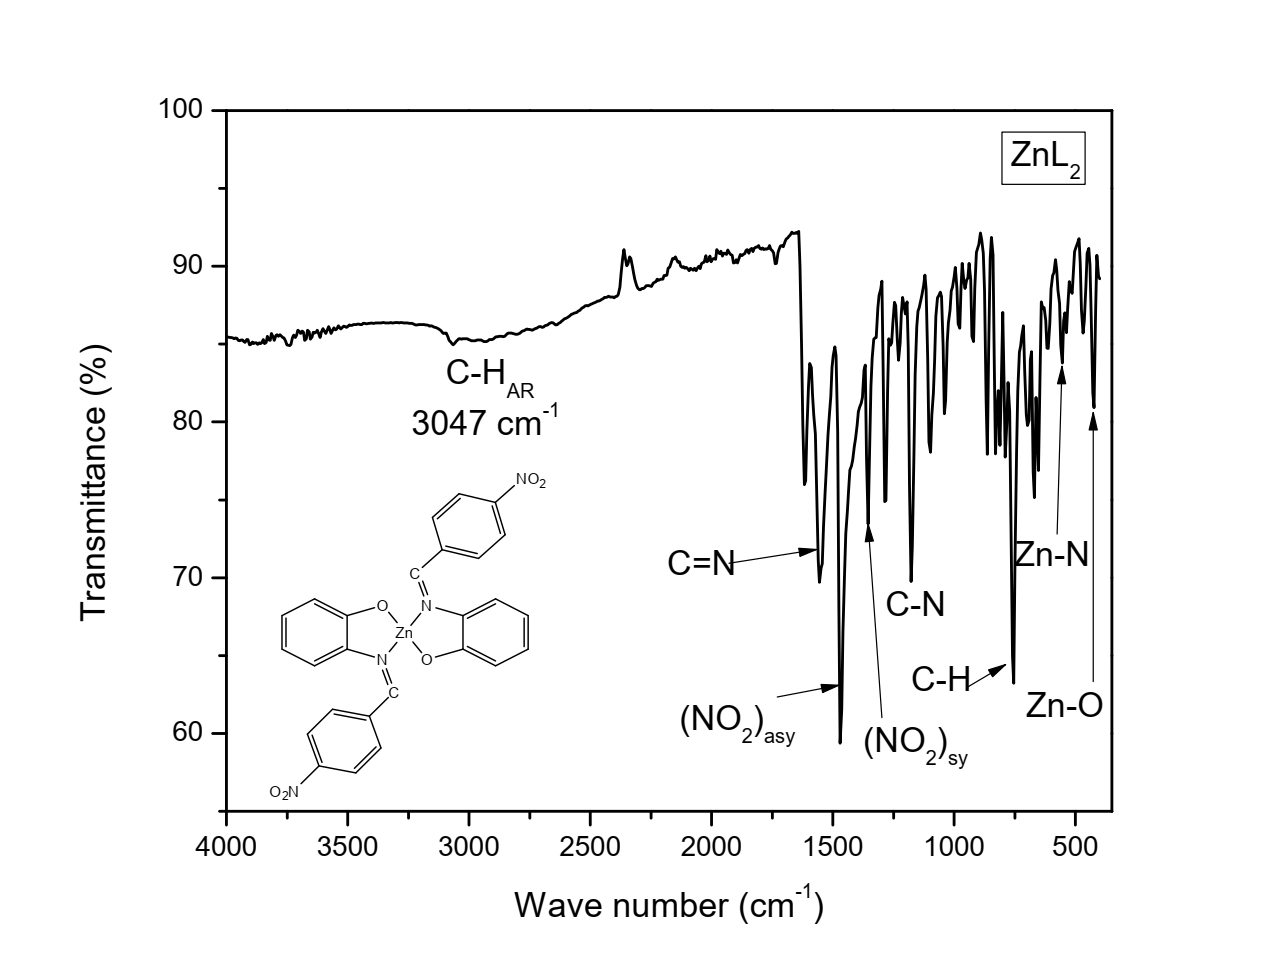 100
ZnL2
90
C-HAR
3047 cm-1
80
NO2
C=N
Zn-N
70
C
C-N
O
N
Zn
N
O
C-H
C
Zn-O
(NO2)asy
(NO2)sy
60
O2N
4000 3500 3000 2500 2000 1500 1000 500
Wave number (cm-1)
Transmittance (%)